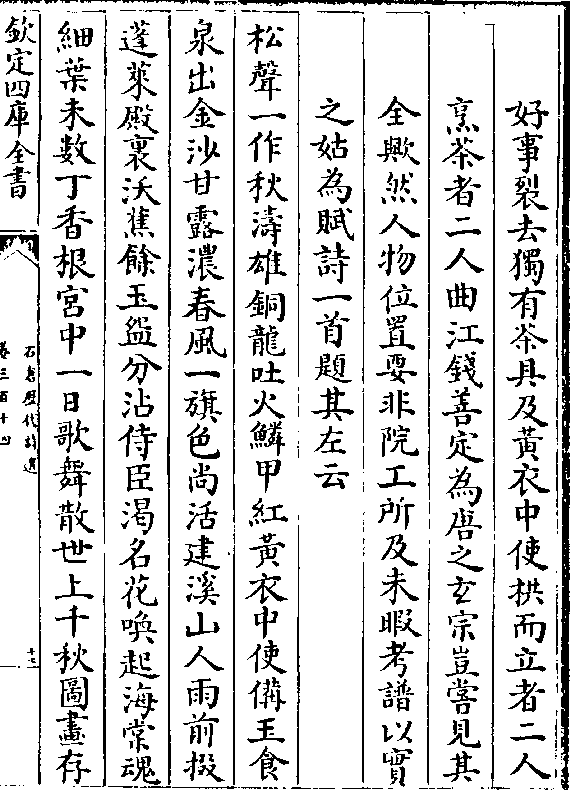 好事裂去獨有茶具及黃衣中使拱而立者二人
烹茶者二人曲江錢善定為唐之玄宗豈嘗見其
全歟然人物位置要非院工所及未暇考譜以實
之姑為賦詩一首題其左云
松聲一作秋濤雄銅龍吐火鱗甲紅黃衣中使備玉食
泉出金沙甘露濃春風一旗色尚活建溪山人雨前掇
蓬萊殿裏沃蕉餘玉盌分沾侍臣渴名花喚起海棠魂
細葉未數丁香根宮中一日歌舞散世上千秋圖畫存
欽定四庫全書
石倉歷代詩選
卷三百十四
十七